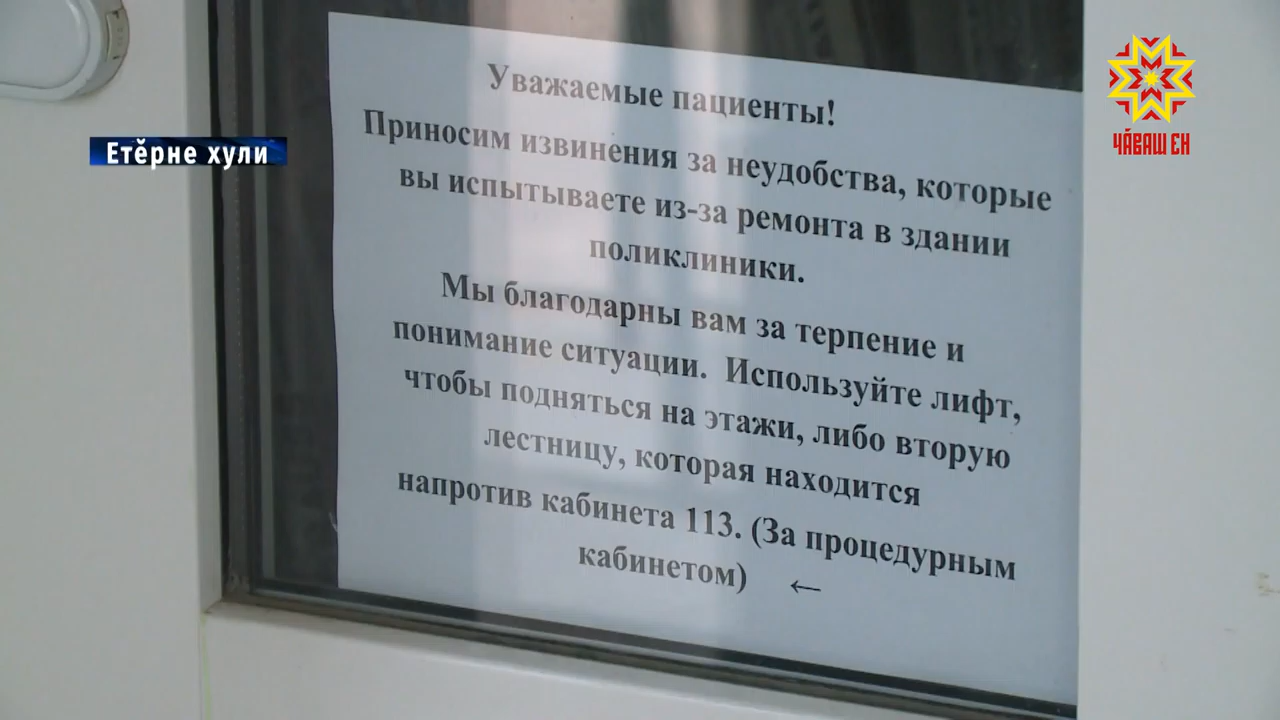 Етĕрне хули
ЧĂВАШ ЕН
Уважаемые пациенты!
Приносим извинения за неудобства, которые
вы испытываете из-за ремонта в здании
поликлиники.
Мы благодарны вам за терпение и
понимание ситуации. Используйте лифт,
чтобы подняться на этажи, либо вторую
лестницу, которая находится
напротив кабинета 113. (За процедурным
кабинетом) ←